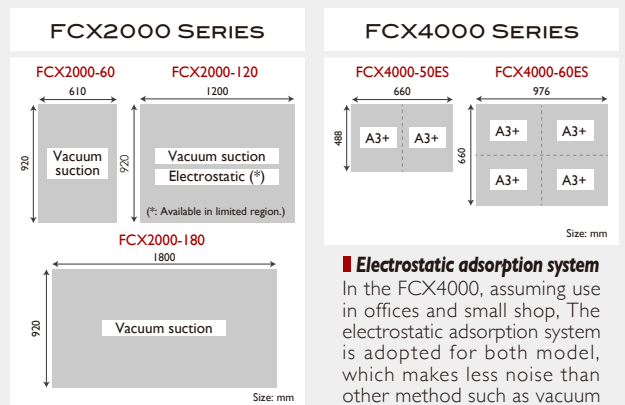 FCX2000 SERIES
FCX2000-60
610
920
Vacuum
suction
FCX2000-120
1200
920
Vacuum suction
Electrostatic (*)
(*: Available in limited region.)
FCX2000-180
1800
920
Vacuum suction
Size: mm
FCX4000 SERIES
FCX4000-50ES
660
488
A3+ A3+
FCX4000-60ES
976
660
A3+ A3+
A3+ A3+
Size: mm
Electrostatic adsorption system
In the FCX4000, assuming use
in offices and small shop, The
electrostatic adsorption system
is adopted for both model,
which makes less noise than
other method such as vacuum